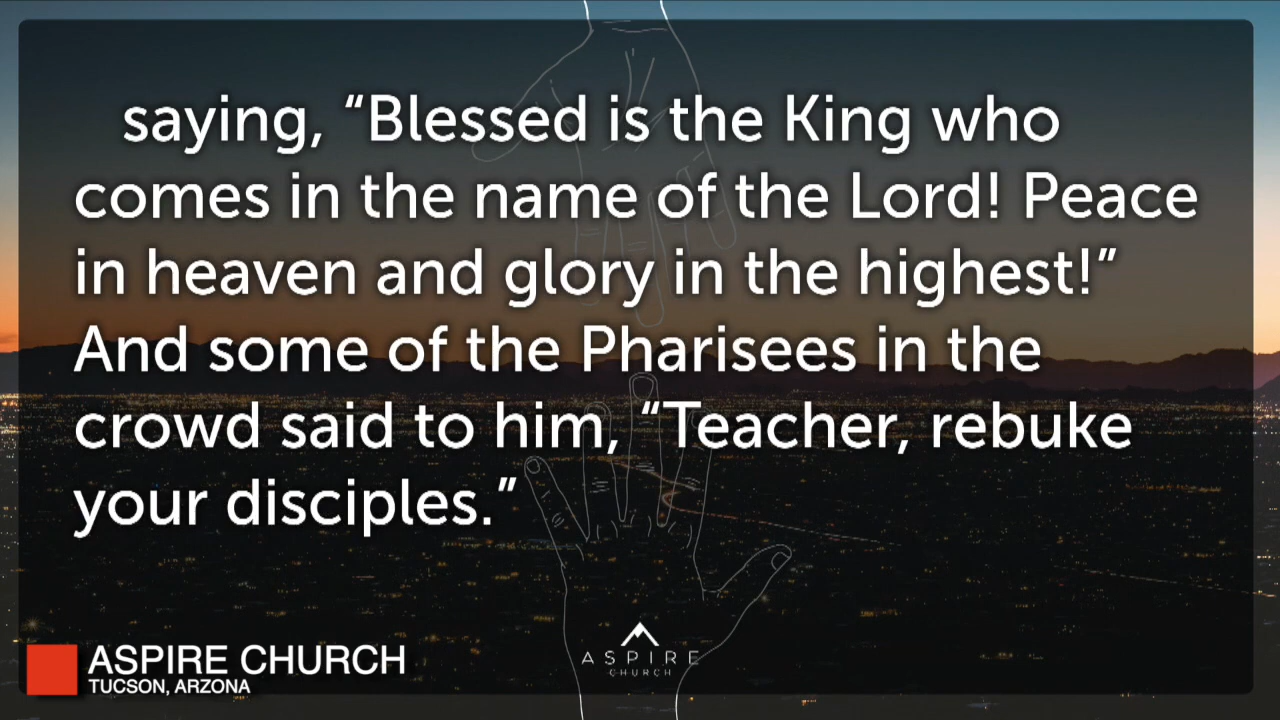 saying, “Blessed is the King who
comes in the name of the Lord! Peace
in heaven and glory in the highest!”
And some of the Pharisees in the
crowd said to him, “Teacher, rebuke
your disciples.”
ASPIRE CHURCH
TUCSON, ARZONA
ASPIRE
CHURCH